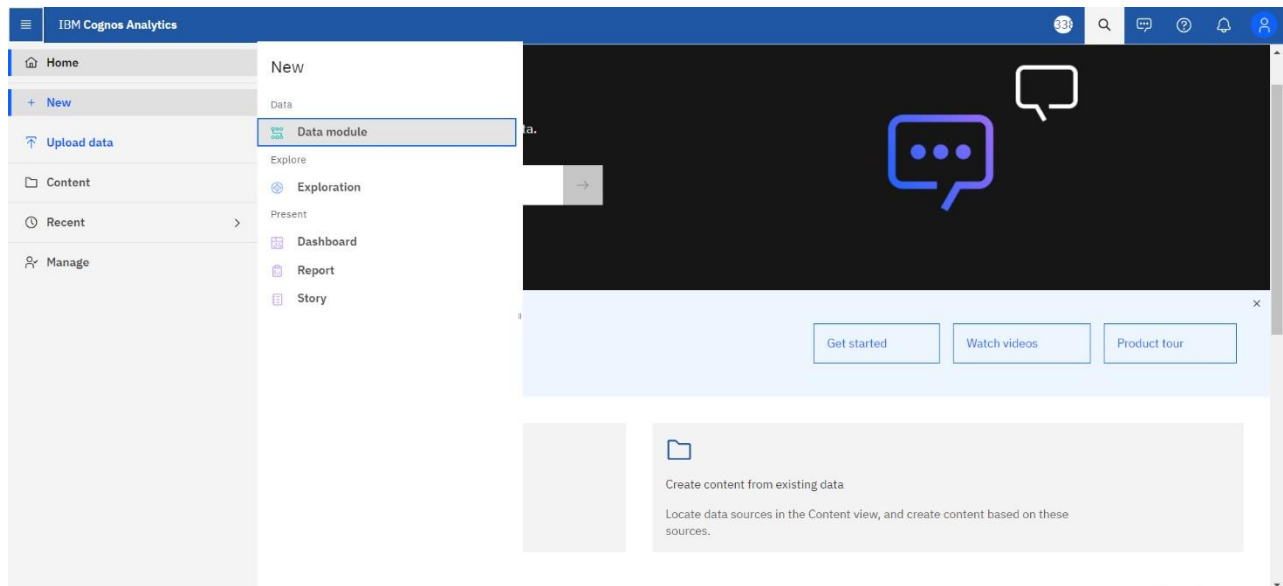 IBM Cognos Analytics
338
Home
New
Upload data
Content
Recent
Manage
New
Data
Data module
Explore
Exploration
Present
Dashboard
Report
Story
ta.
Get started
Watch videos
Product tour
Create content from existing data
Locate data sources in the Content view, and create content based on these
sources.